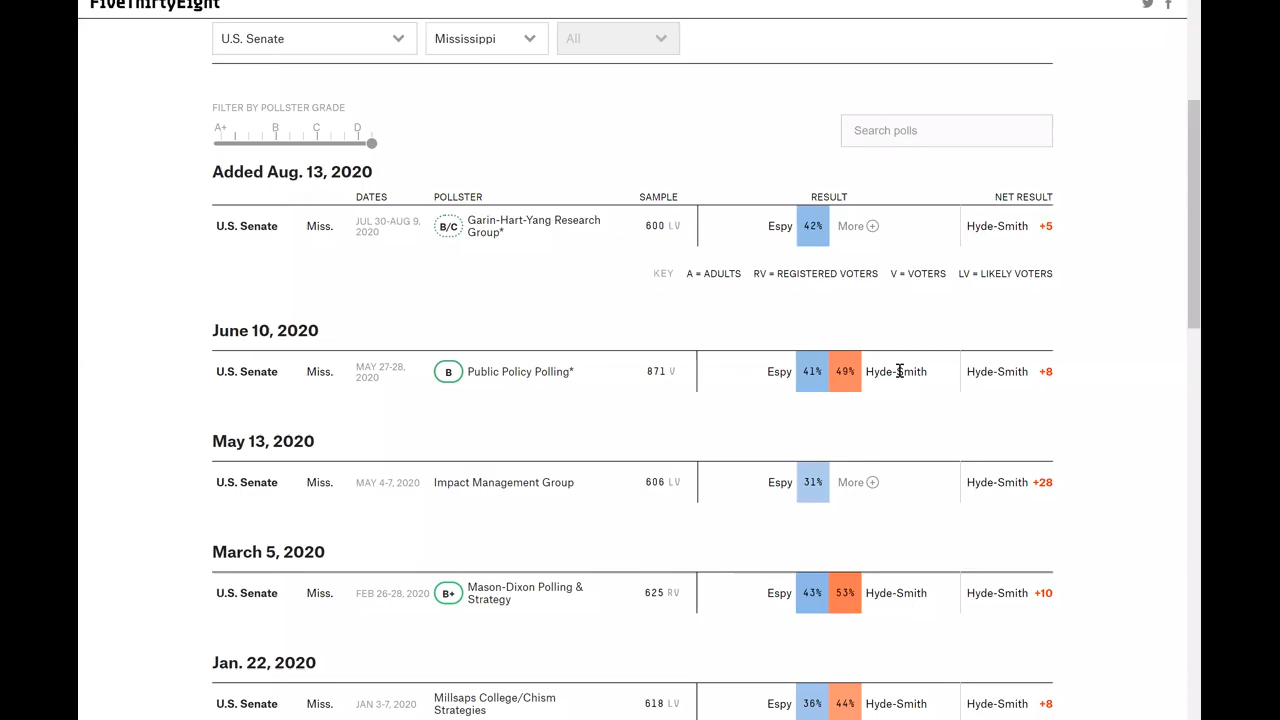 FiveThirtyEight
U.S. Senate Mississippi All
FILTER BY POLLSTER GRADE
A+ B C D
Search polls
Added Aug. 13, 2020
DATES POLLSTER SAMPLE RESULT NET RESULT
U.S. Senate Miss. JUL 30-AUG 9, 2020 B/C Garin-Hart-Yang Research Group* 600 LV Espy 42% More Hyde-Smith +5
KEY A = ADULTS RV = REGISTERED VOTERS V = VOTERS LV = LIKELY VOTERS
June 10, 2020
U.S. Senate Miss. MAY 27-28, 2020 B Public Policy Polling* 871 V Espy 41% 49% Hyde-Smith Hyde-Smith +8
May 13, 2020
U.S. Senate Miss. MAY 4-7, 2020 Impact Management Group 606 LV Espy 31% More Hyde-Smith +28
March 5, 2020
U.S. Senate Miss. FEB 26-28, 2020 B+ Mason-Dixon Polling & Strategy 625 RV Espy 43% 53% Hyde-Smith Hyde-Smith +10
Jan. 22, 2020
U.S. Senate Miss. JAN 3-7, 2020 Millsaps College/Chism Strategies 618 LV Espy 36% 44% Hyde-Smith Hyde-Smith +8